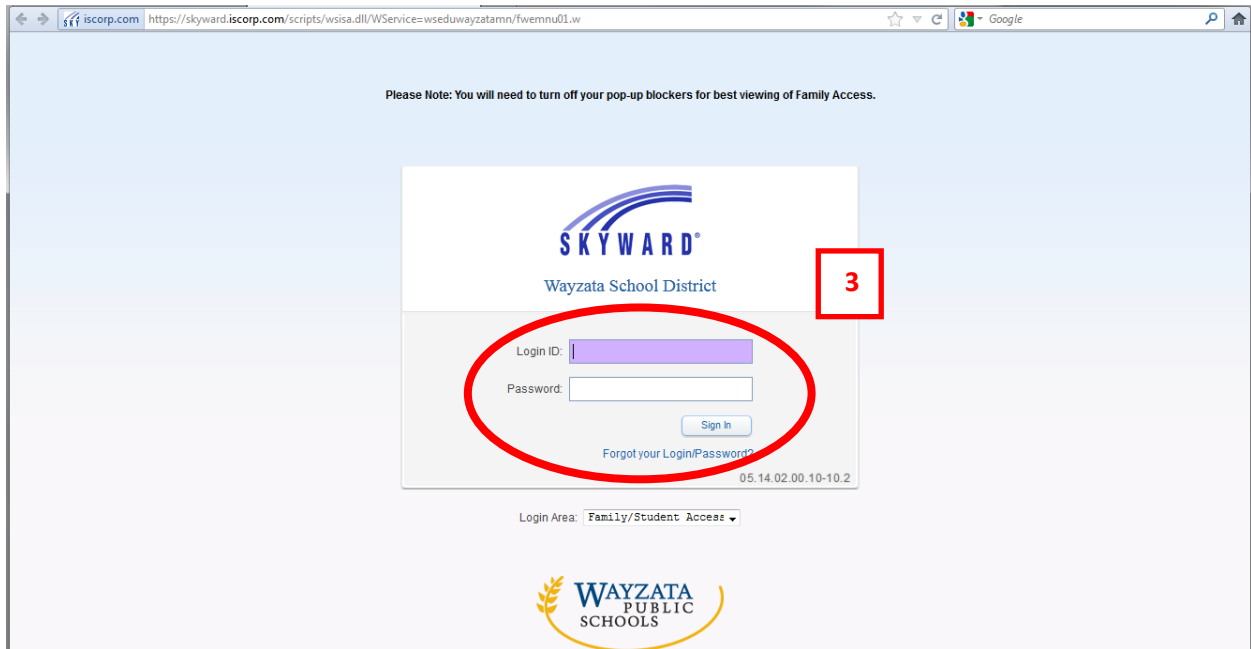 iscorp.com https://skyward.iscorp.com/scripts/wsisa.dll/WService=wseduwayzatamn/fwemnu01.w Google
Please Note: You will need to turn off your pop-up blockers for best viewing of Family Access.
SKYWARD®
Wayzata School District
3
Login ID:
Password:
Sign In
Forgot your Login/Password?
05.14.02.00.10-10.2
Login Area: Family/Student Access
WAYZATA
PUBLIC
SCHOOLS